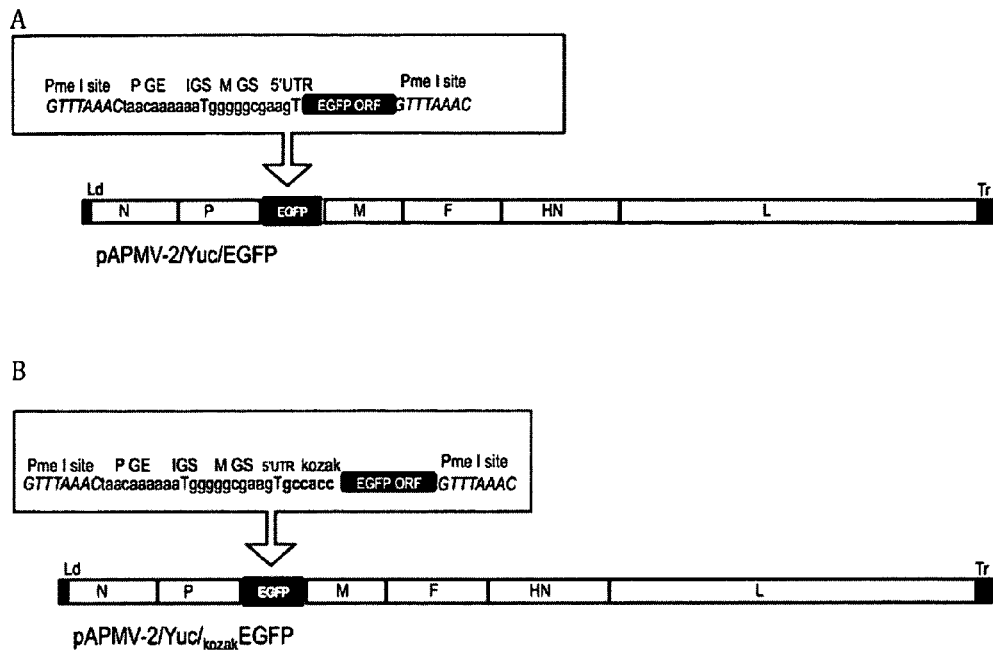 A
Pme I site P GE IGS M GS 5'UTR Pme I site
GTTTAAACtaacaaaaaaTgggggcgaagT EGFP ORF GTTTAAAC
Ld Tr
N P EGFP M F HN L
pAPMV-2/Yuc/EGFP
B
Pme I site P GE IGS M GS 5'UTR kozak Pme I site
GTTTAAACtaacaaaaaaTgggggcgaagTgccacc EGFP ORF GTTTAAAC
Ld Tr
N P EGFP M F HN L
pAPMV-2/Yuc/kozakEGFP